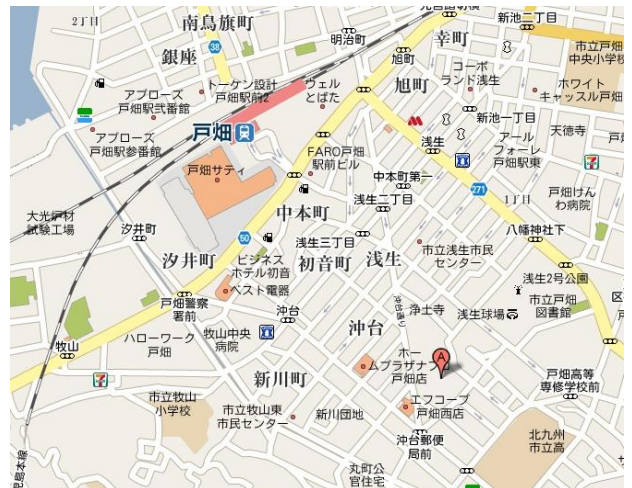 南鳥旗町
2丁目
38
銀座
明治町
幸町
新池二丁目
市立戸畑
中央小学校
旭町
旭町
コーポ
ランド浅生
ホワイト
キャッスル戸畑
アプローズ
戸畑駅弐番館
トーケン設計
戸畑駅前2
ウェル
とばた
新池一丁目
天徳寺
アプローズ
戸畑駅参番館
戸畑
FARO戸畑
駅前ビル
浅生
アール
フォーレ
戸畑駅東
戸畑サティ
中本町第一
271
1丁目
戸畑けん
わ病院
大光炉材
試験工場
汐井町
中本町
浅生二丁目
八幡神社下
汐井町
50
浅生三丁目
ビジネス
ホテル初音
初音町
浅生
市立浅生市民
センター
浅生2号公園
戸畑警察
署前
ベスト電器
沖台通り
浄土寺
市立戸畑
図書館
沖台
浅生球場
牧山
ハローワーク
戸畑
牧山中央
病院
沖台
ホー
ムプラザナフコ
戸畑店
A
戸畑高等
専修学校前
新川町
市立牧山
小学校
市立牧山東
市民センター
新川団地
エフコープ
戸畑西店
沖台郵便
局前
北九州
市立高
丸町公
官住宅
鹿児島本線